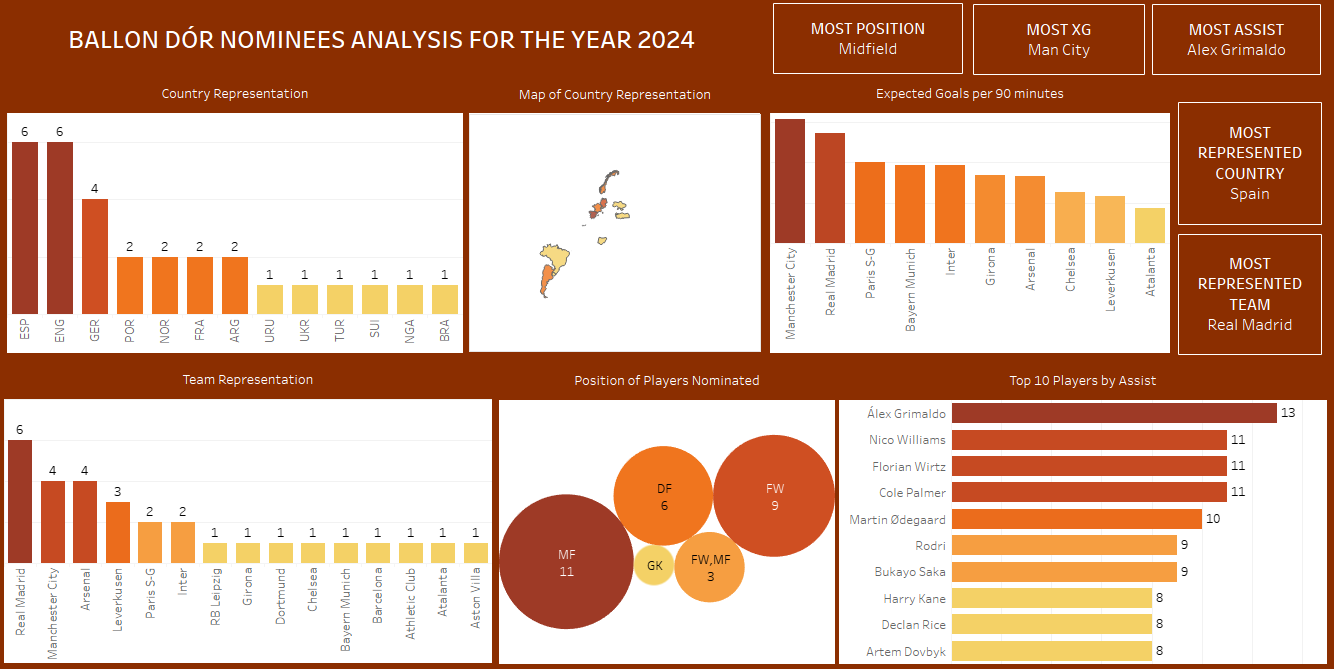 BALLON DÓR NOMINEES ANALYSIS FOR THE YEAR 2024
MOST POSITION
Midfield
MOST XG
Man City
MOST ASSIST
Alex Grimaldo
Country Representation
6
6
4
2
2
2
2
1
1
1
1
1
1
ESP
ENG
GER
POR
NOR
FRA
ARG
URU
UKR
TUR
SUI
NGA
BRA
Map of Country Representation
Expected Goals per 90 minutes
Manchester City
Real Madrid
Paris S-G
Bayern Munich
Inter
Girona
Arsenal
Chelsea
Leverkusen
Atalanta
MOST
REPRESENTED
COUNTRY
Spain
MOST
REPRESENTED
TEAM
Real Madrid
Team Representation
6
4
4
3
2
2
1
1
1
1
1
1
1
1
1
Real Madrid
Manchester City
Arsenal
Leverkusen
Paris S-G
Inter
RB Leipzig
Girona
Dortmund
Chelsea
Bayern Munich
Barcelona
Athletic Club
Atalanta
Aston Villa
Position of Players Nominated
DF
6
FW
9
MF
11
GK
FW,MF
3
Top 10 Players by Assist
Álex Grimaldo 13
Nico Williams 11
Florian Wirtz 11
Cole Palmer 11
Martin Ødegaard 10
Rodri 9
Bukayo Saka 9
Harry Kane 8
Declan Rice 8
Artem Dovbyk 8